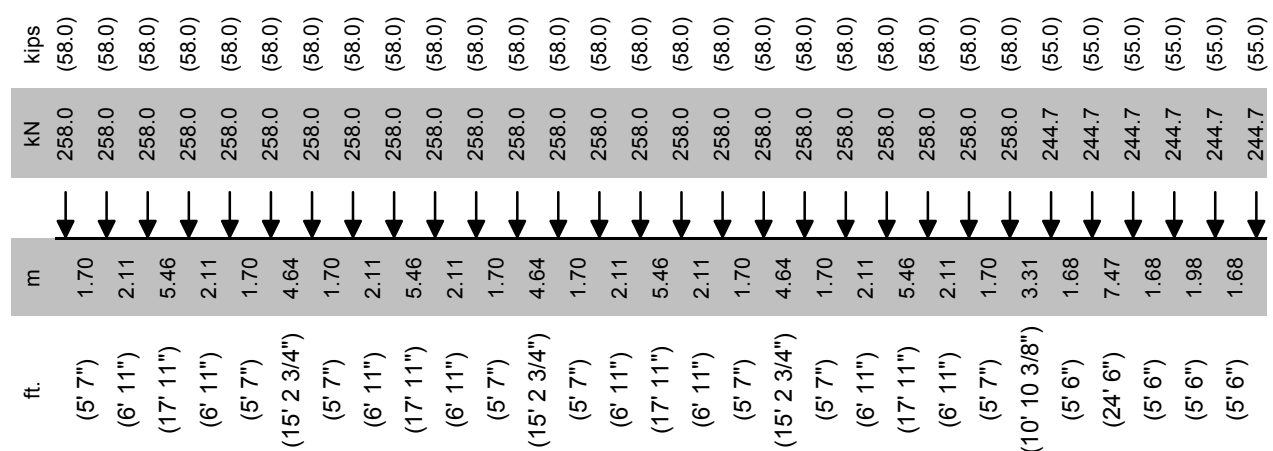 kips (58.0) (58.0) (58.0) (58.0) (58.0) (58.0) (58.0) (58.0) (58.0) (58.0) (58.0) (58.0) (58.0) (58.0) (58.0) (58.0) (58.0) (58.0) (58.0) (58.0) (58.0) (58.0) (58.0) (58.0) (55.0) (55.0) (55.0) (55.0) (55.0) (55.0)
kN 258.0 258.0 258.0 258.0 258.0 258.0 258.0 258.0 258.0 258.0 258.0 258.0 258.0 258.0 258.0 258.0 258.0 258.0 258.0 258.0 258.0 258.0 258.0 258.0 244.7 244.7 244.7 244.7 244.7 244.7
m 1.70 2.11 5.46 2.11 1.70 4.64 1.70 2.11 5.46 2.11 1.70 4.64 1.70 2.11 5.46 2.11 1.70 4.64 1.70 2.11 5.46 2.11 1.70 3.31 1.68 7.47 1.68 1.98 1.68
ft. (5' 7") (6' 11") (17' 11") (6' 11") (5' 7") (15' 2 3/4") (5' 7") (6' 11") (17' 11") (6' 11") (5' 7") (15' 2 3/4") (5' 7") (6' 11") (17' 11") (6' 11") (5' 7") (15' 2 3/4") (5' 7") (6' 11") (17' 11") (6' 11") (5' 7") (10' 10 3/8") (5' 6") (24' 6") (5' 6") (5' 6") (5' 6")